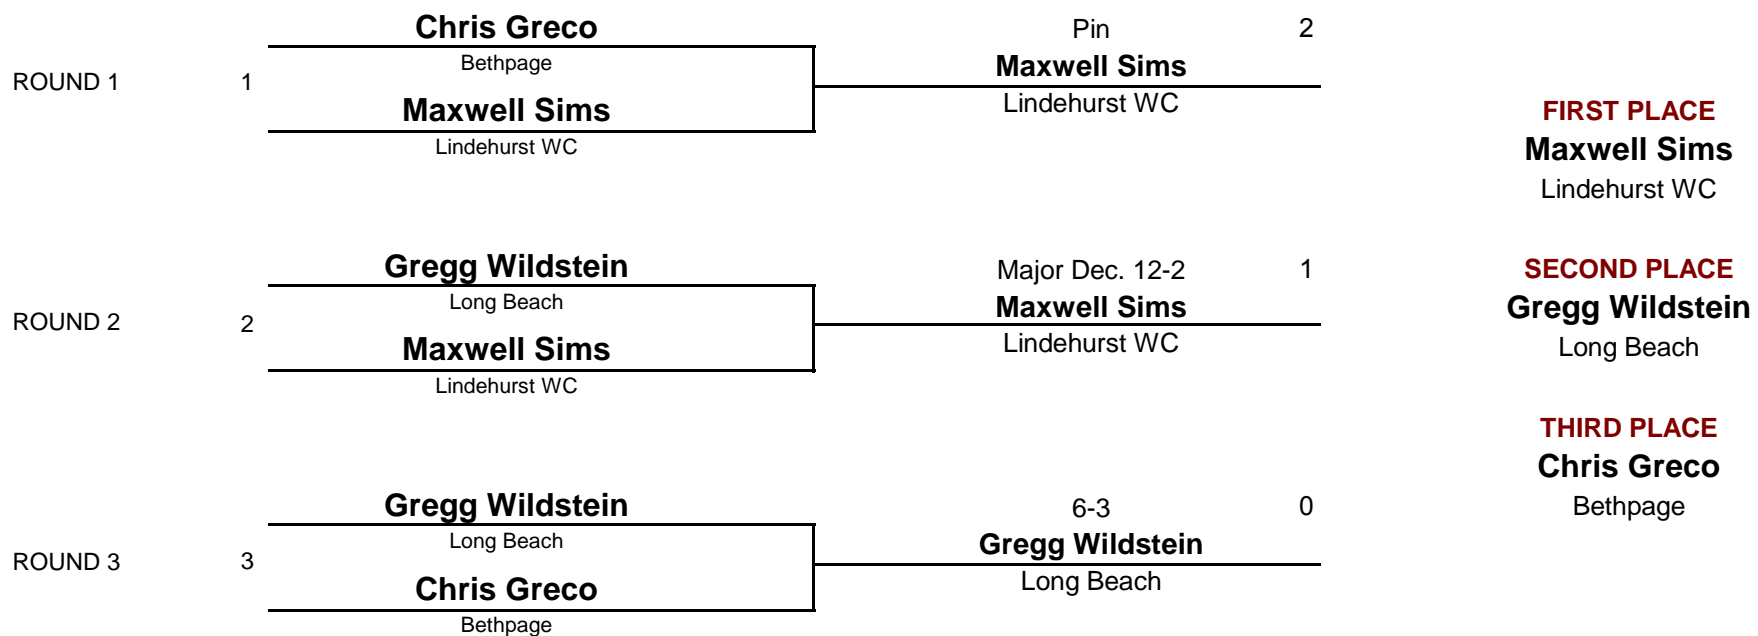 Chris Greco
Bethpage
ROUND 1
1
Maxwell Sims
Lindehurst WC
Pin
2
Maxwell Sims
Lindehurst WC
Gregg Wildstein
Long Beach
ROUND 2
2
Maxwell Sims
Lindehurst WC
Major Dec. 12-2
1
Maxwell Sims
Lindehurst WC
Gregg Wildstein
Long Beach
ROUND 3
3
Chris Greco
Bethpage
6-3
0
Gregg Wildstein
Long Beach
FIRST PLACE
Maxwell Sims
Lindehurst WC
SECOND PLACE
Gregg Wildstein
Long Beach
THIRD PLACE
Chris Greco
Bethpage